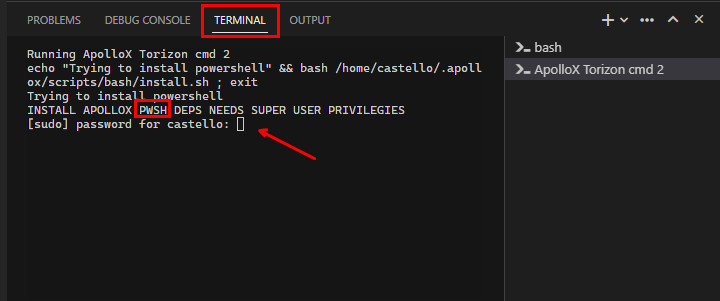 PROBLEMS DEBUG CONSOLE TERMINAL OUTPUT
Running ApolloX Torizon cmd 2
echo "Trying to install powershell" && bash /home/castello/.apoll
ox/scripts/bash/install.sh ; exit
Trying to install powershell
INSTALL APOLLOX PWSH DEPS NEEDS SUPER USER PRIVILEGIES
[sudo] password for castello:
bash
ApolloX Torizon cmd 2